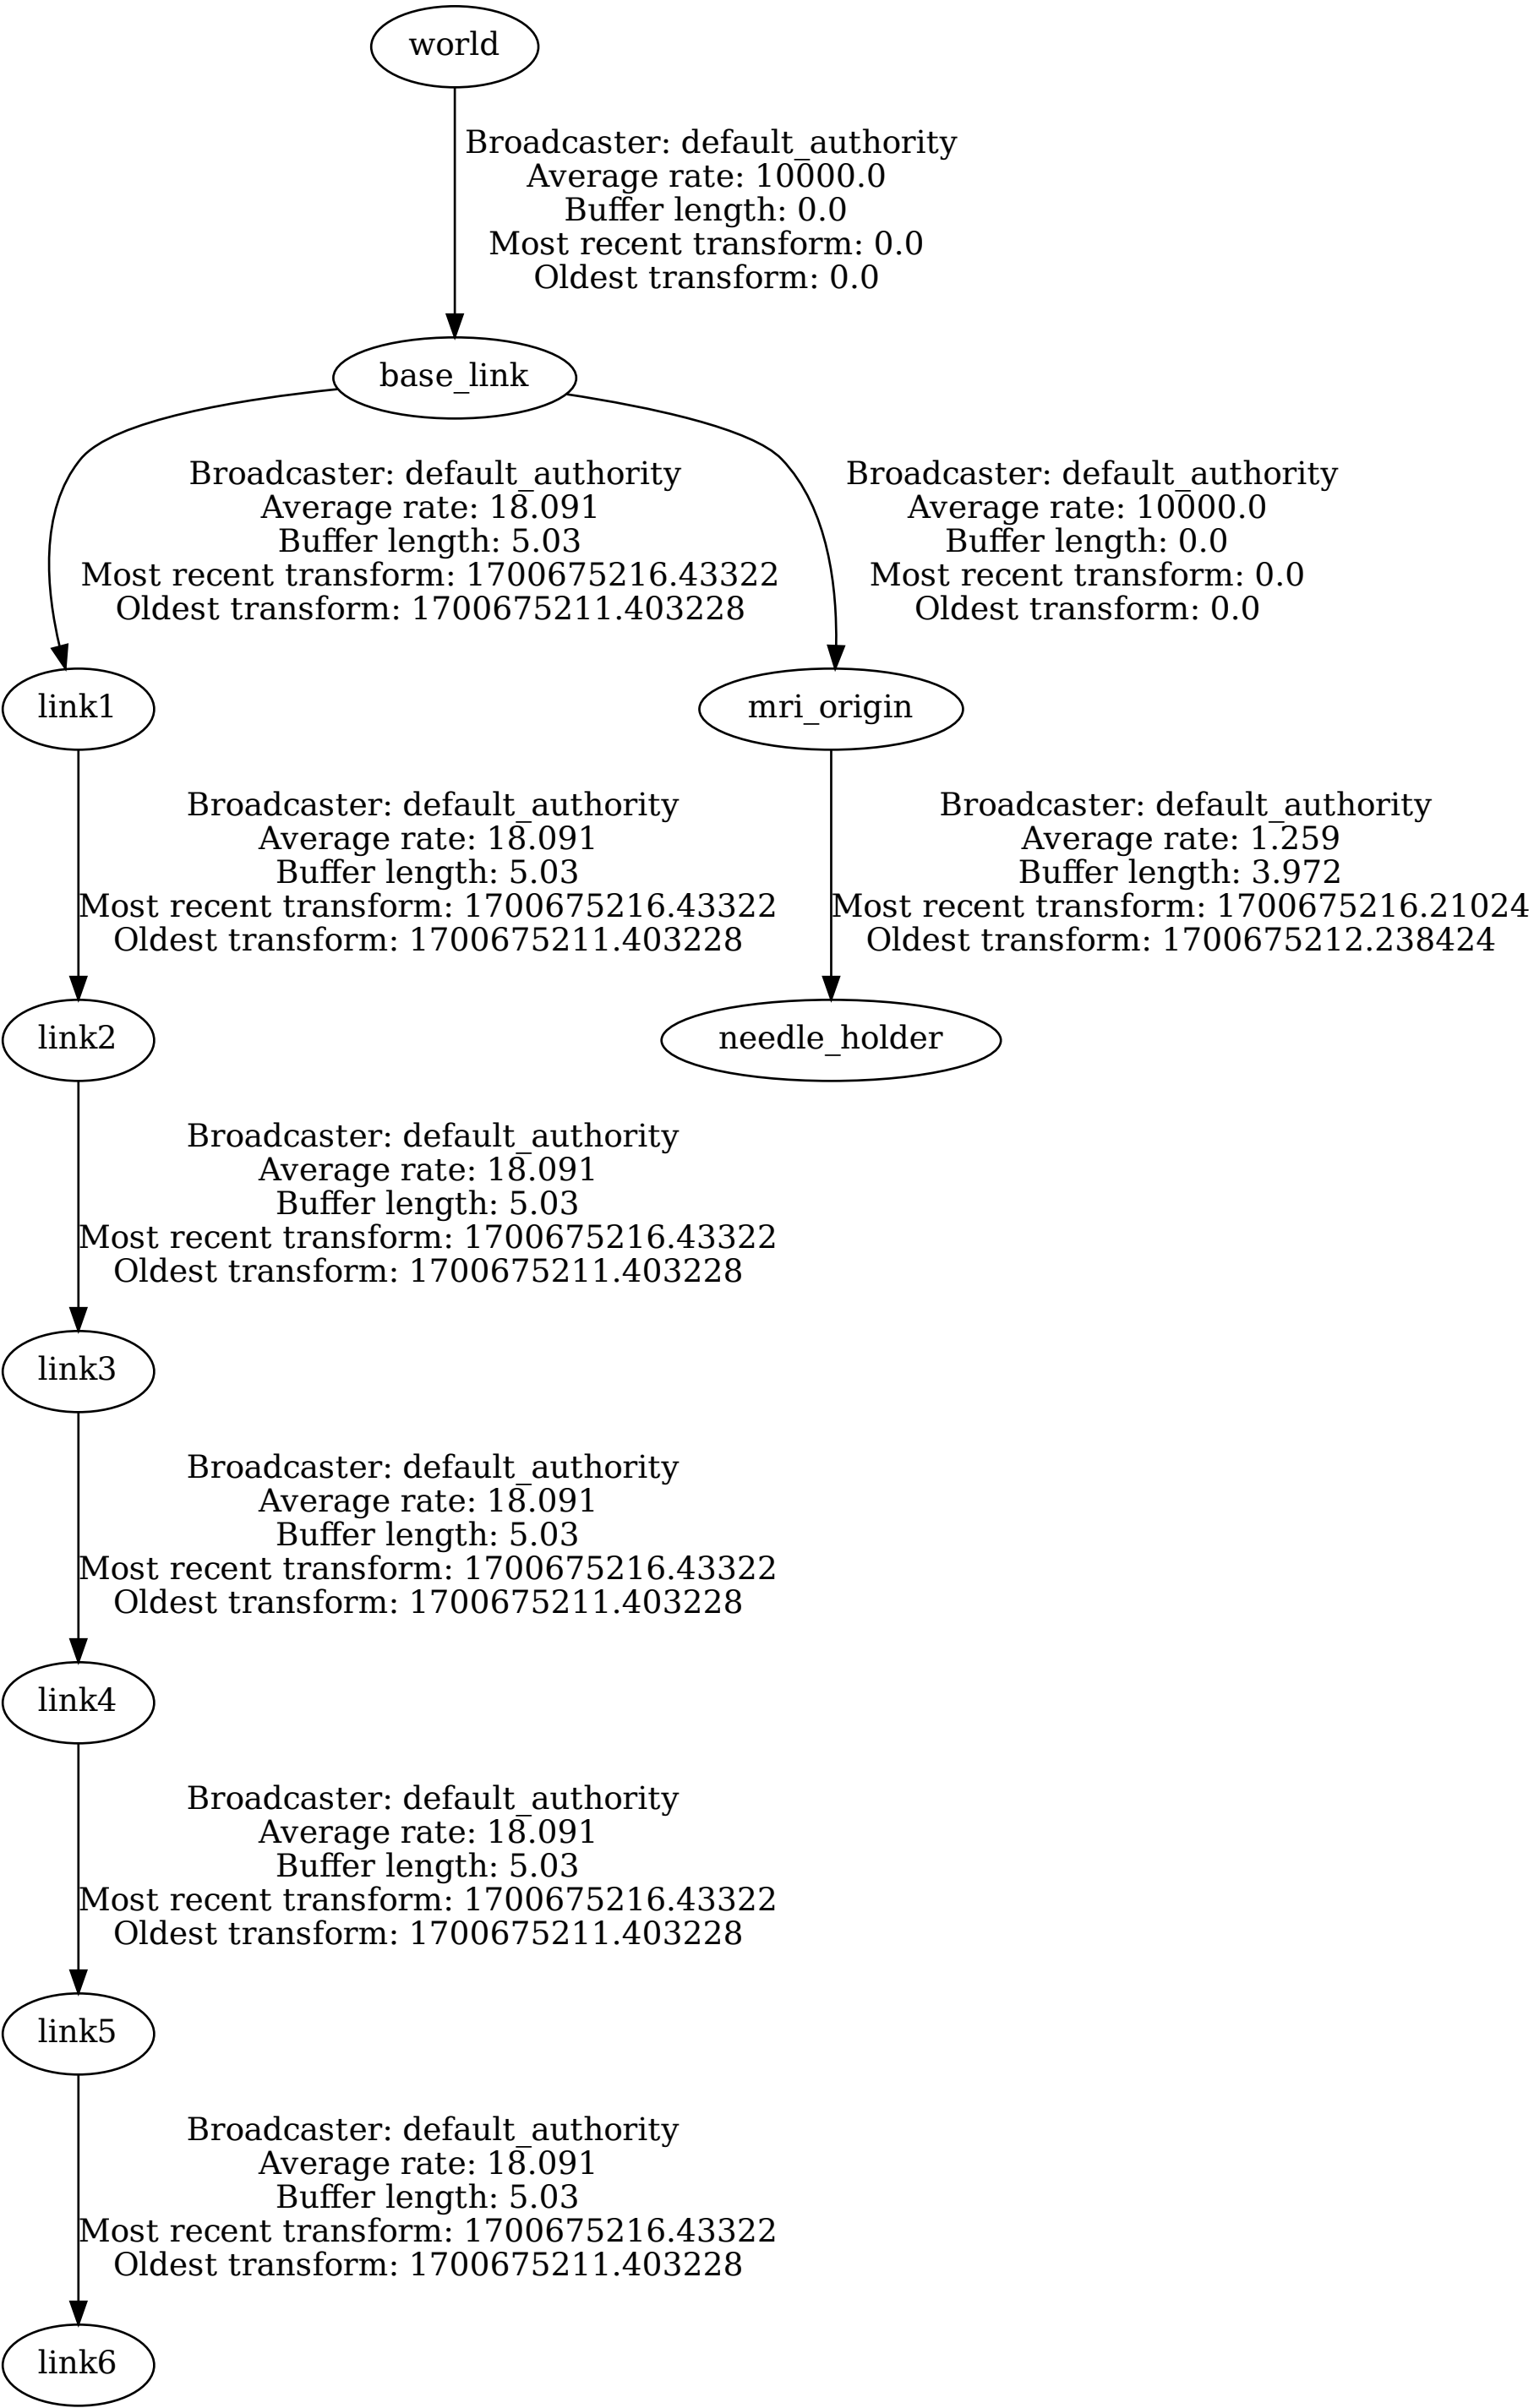 world
Broadcaster: default_authority
Average rate: 10000.0
Buffer length: 0.0
Most recent transform: 0.0
Oldest transform: 0.0
base_link
Broadcaster: default_authority
Average rate: 18.091
Buffer length: 5.03
Most recent transform: 1700675216.43322
Oldest transform: 1700675211.403228
Broadcaster: default_authority
Average rate: 10000.0
Buffer length: 0.0
Most recent transform: 0.0
Oldest transform: 0.0
link1
mri_origin
Broadcaster: default_authority
Average rate: 18.091
Buffer length: 5.03
Most recent transform: 1700675216.43322
Oldest transform: 1700675211.403228
Broadcaster: default_authority
Average rate: 1.259
Buffer length: 3.972
Most recent transform: 1700675216.21024
Oldest transform: 1700675212.238424
link2
needle_holder
Broadcaster: default_authority
Average rate: 18.091
Buffer length: 5.03
Most recent transform: 1700675216.43322
Oldest transform: 1700675211.403228
link3
Broadcaster: default_authority
Average rate: 18.091
Buffer length: 5.03
Most recent transform: 1700675216.43322
Oldest transform: 1700675211.403228
link4
Broadcaster: default_authority
Average rate: 18.091
Buffer length: 5.03
Most recent transform: 1700675216.43322
Oldest transform: 1700675211.403228
link5
Broadcaster: default_authority
Average rate: 18.091
Buffer length: 5.03
Most recent transform: 1700675216.43322
Oldest transform: 1700675211.403228
link6